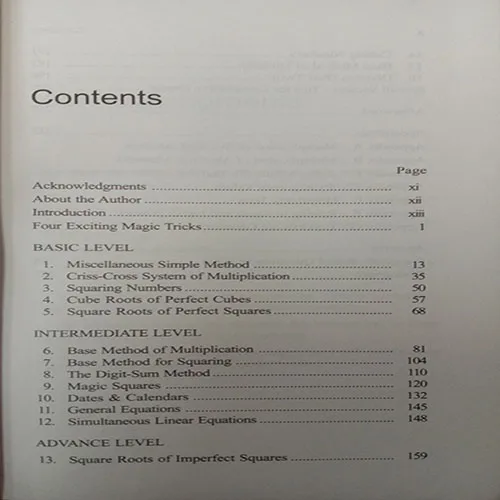 Contents
Page
Acknowledgments ........ xi
About the Author ........ xii
Introduction ........ xiii
Four Exciting Magic Tricks ........ 1
BASIC LEVEL
1. Miscellaneous Simple Method ........ 13
2. Criss-Cross System of Multiplication ........ 35
3. Squaring Numbers ........ 50
4. Cube Roots of Perfect Cubes ........ 57
5. Square Roots of Perfect Squares ........ 68
INTERMEDIATE LEVEL
6. Base Method of Multiplication ........ 81
7. Base Method for Squaring ........ 104
8. The Digit-Sum Method ........ 110
9. Magic Squares ........ 120
10. Dates & Calendars ........ 132
11. General Equations ........ 145
12. Simultaneous Linear Equations ........ 148
ADVANCE LEVEL
13. Square Roots of Imperfect Squares ........ 159